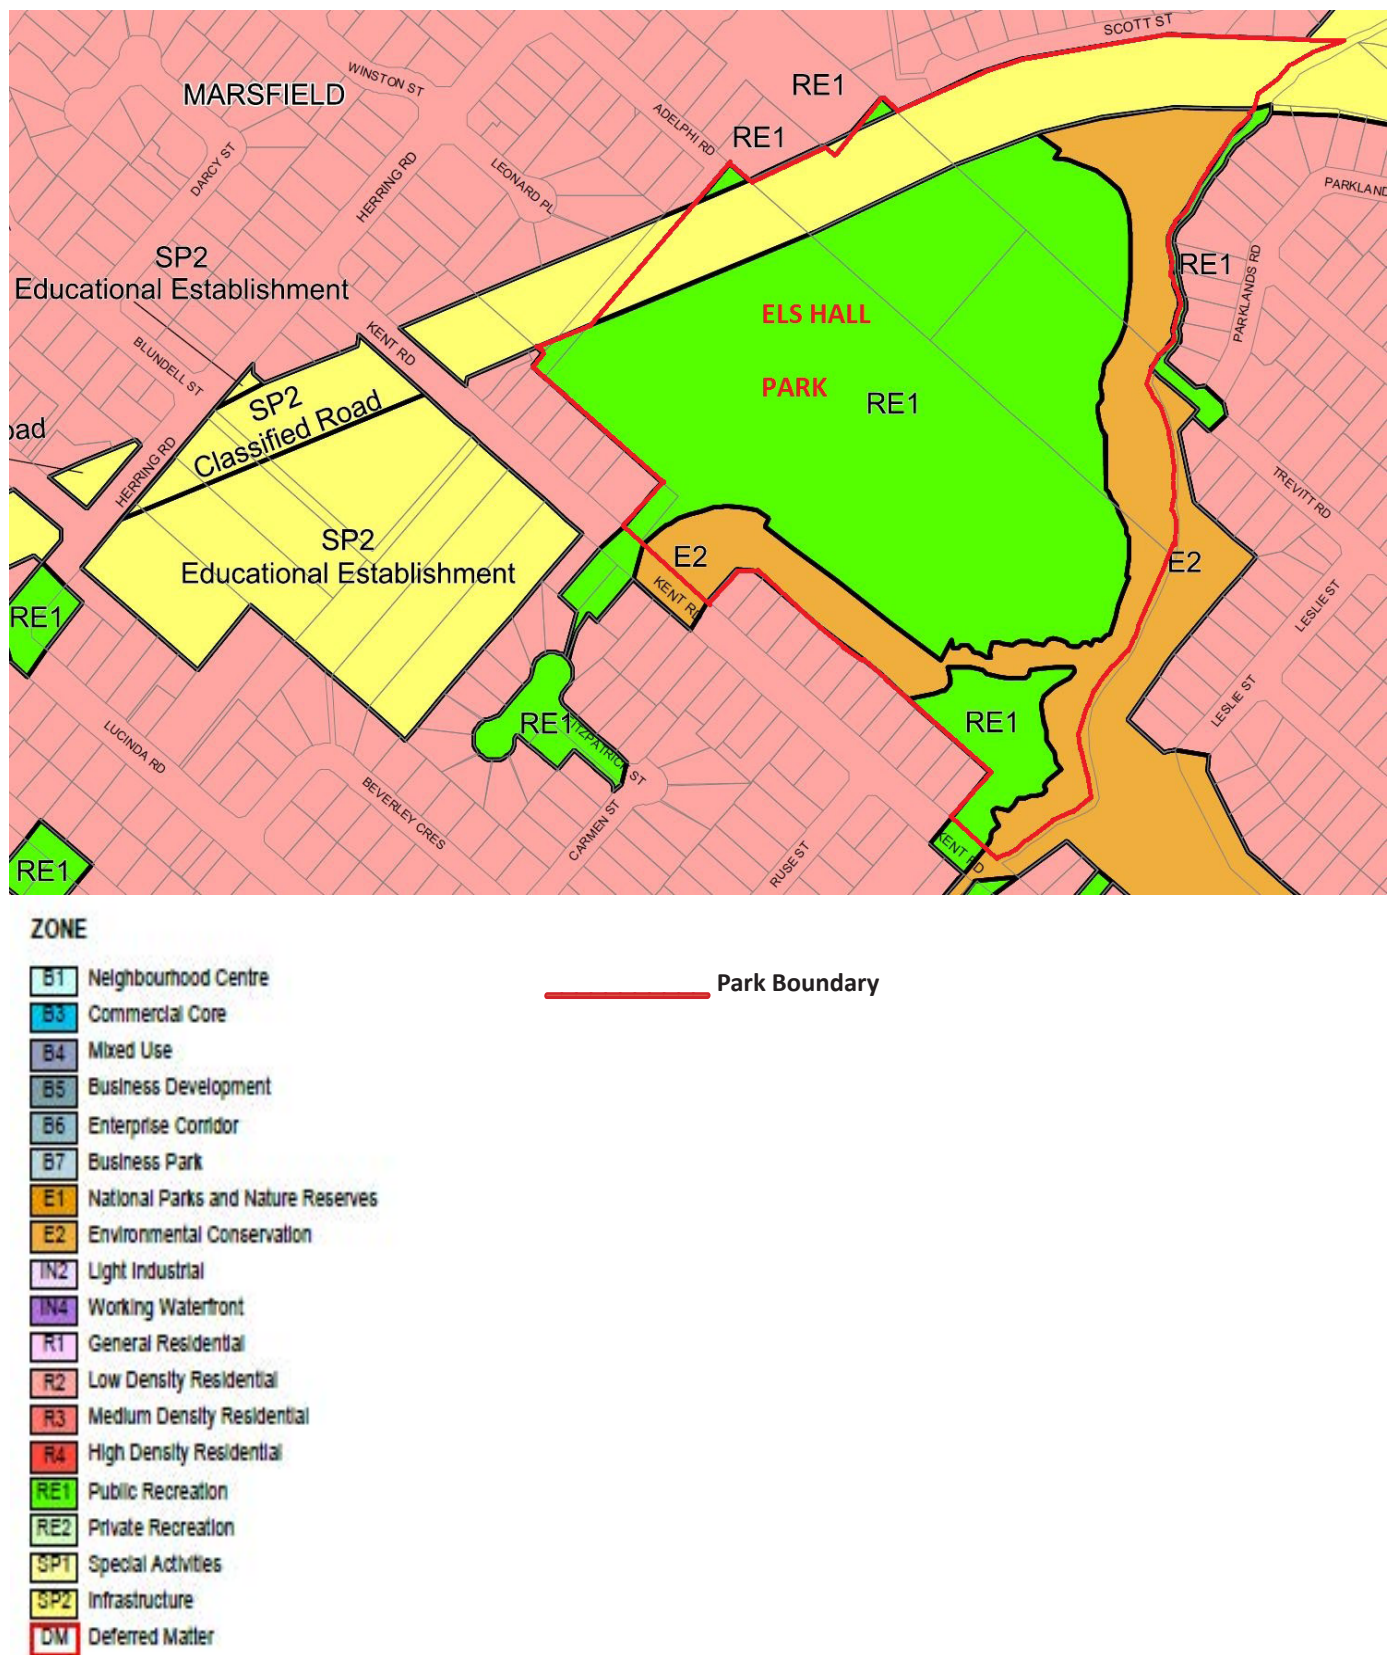 SCOTT ST
MARSFIELD
WINSTON ST
RE1
ADELPHI RD
RE1
DARCY ST
HERRING RD
LEONARD PL
PARKLAND
SP2
Educational Establishment
RE1
PARKLANDS RD
ELS HALL
PARK
RE1
KENT RD
BLUNDELL ST
SP2
Classified Road
oad
HERRING RD
TREVITT RD
SP2
Educational Establishment
E2
E2
KENT RD
RE1
LESLIE ST
LESLIE ST
RE1
RE1
FITZPATRICK ST
LUCINDA RD
BEVERLEY CRES
CARMEN ST
RUSE ST
KENT RD
RE1
ZONE
B1 Neighbourhood Centre
Park Boundary
B3 Commercial Core
B4 Mixed Use
B5 Business Development
B6 Enterprise Corridor
B7 Business Park
E1 National Parks and Nature Reserves
E2 Environmental Conservation
IN2 Light Industrial
IN4 Working Waterfront
R1 General Residential
R2 Low Density Residential
R3 Medium Density Residential
R4 High Density Residential
RE1 Public Recreation
RE2 Private Recreation
SP1 Special Activities
SP2 Infrastructure
DM Deferred Matter